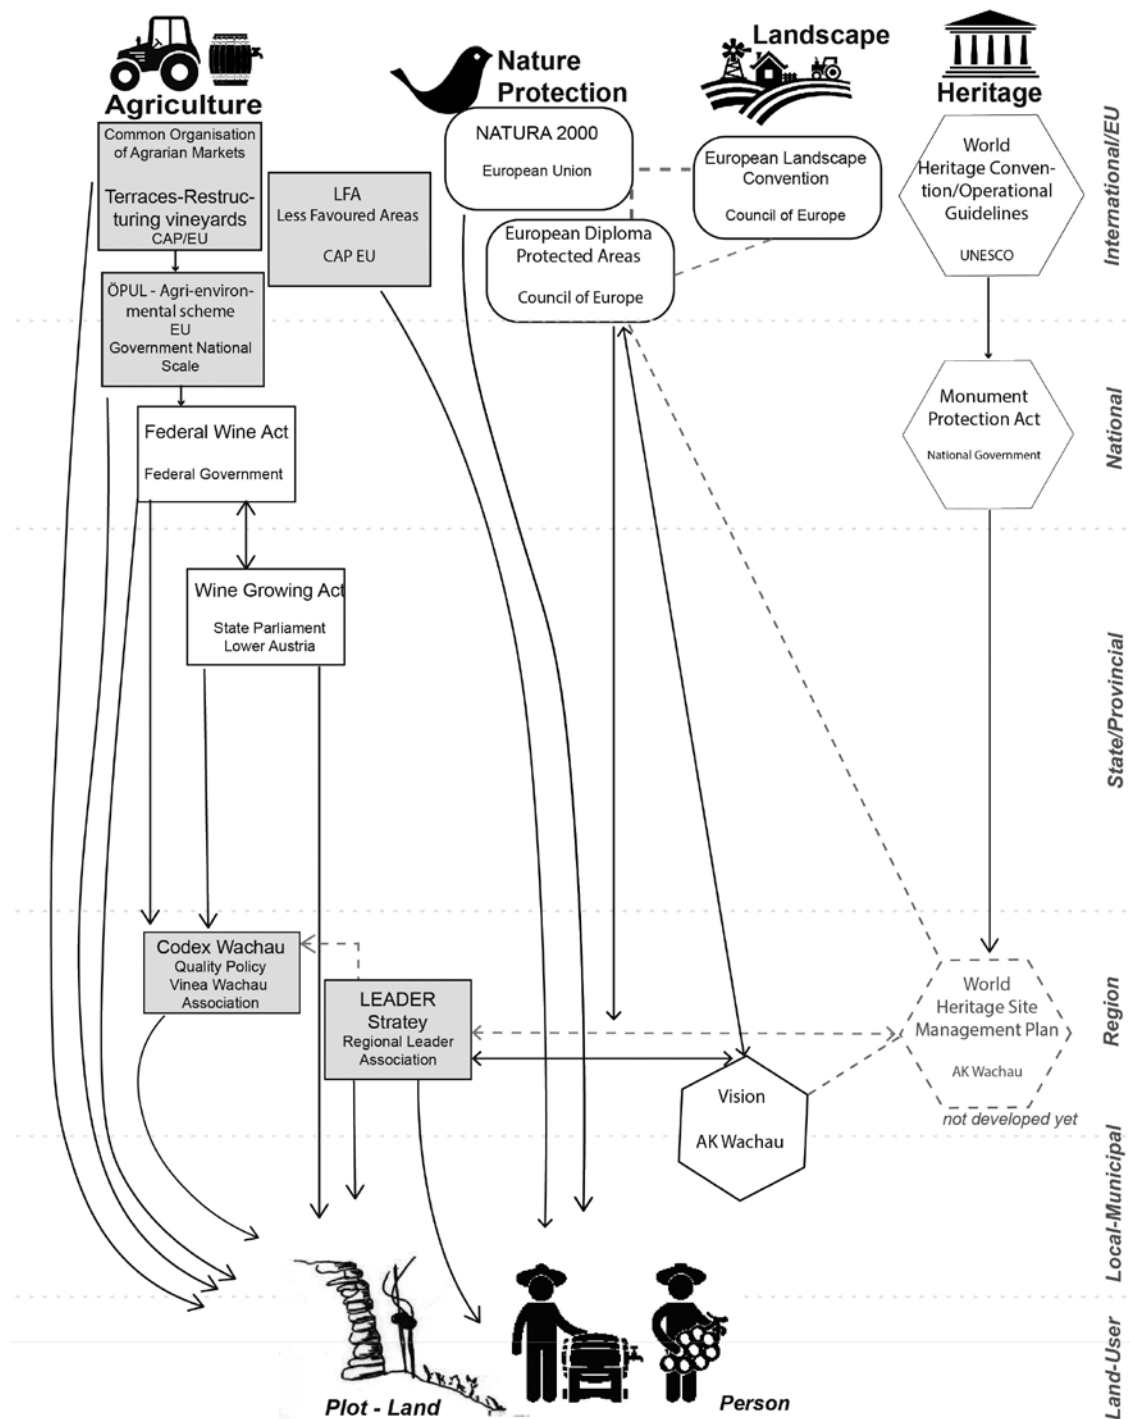 Agriculture
Nature
Protection
Landscape
Heritage
Common Organisation
of Agrarian Markets
Terraces-Restruc-
turing vineyards
CAP/EU
LFA
Less Favoured Areas
CAP EU
NATURA 2000
European Union
European Diploma
Protected Areas
Council of Europe
European Landscape
Convention
Council of Europe
World
Heritage Conven-
tion/Operational
Guidelines
UNESCO
International/EU
ÖPUL - Agri-environ-
mental scheme
EU
Government National
Scale
Federal Wine Act
Federal Government
Monument
Protection Act
National Government
National
Wine Growing Act
State Parliament
Lower Austria
State/Provincial
Codex Wachau
Quality Policy
Vinea Wachau
Association
LEADER
Stratey
Regional Leader
Association
World
Heritage Site
Management Plan
AK Wachau
not developed yet
Region
Vision
AK Wachau
Local-Municipal
Plot - Land
Person
Land-User